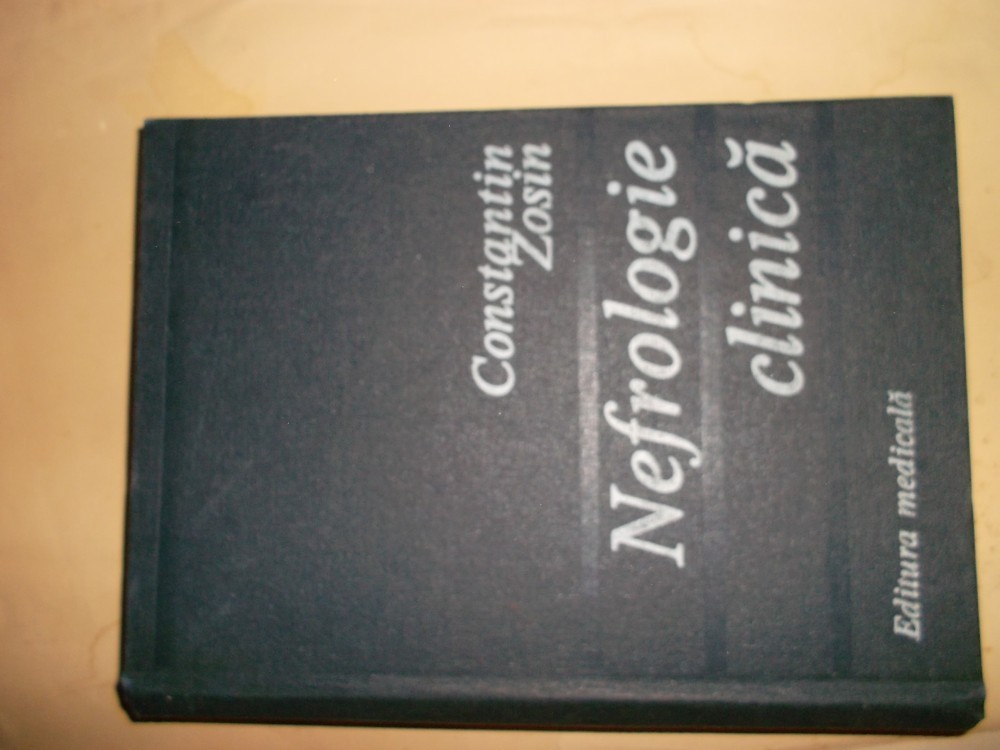 Constantin
Zosin
Nefrologie
clinică
Editura medicală